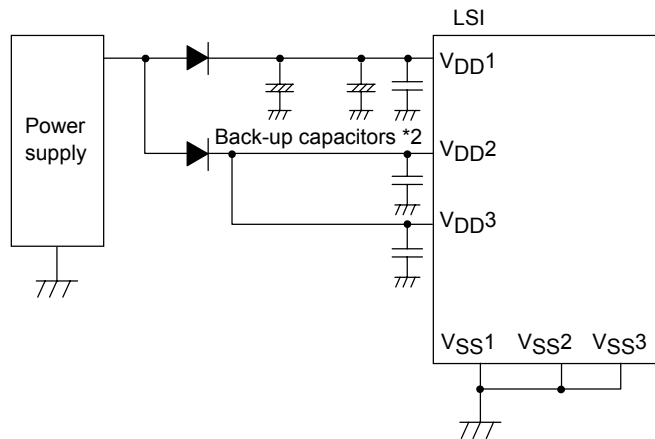 LSI
Power
supply
VDD1
Back-up capacitors *2
VDD2
VDD3
VSS1
VSS2
VSS3